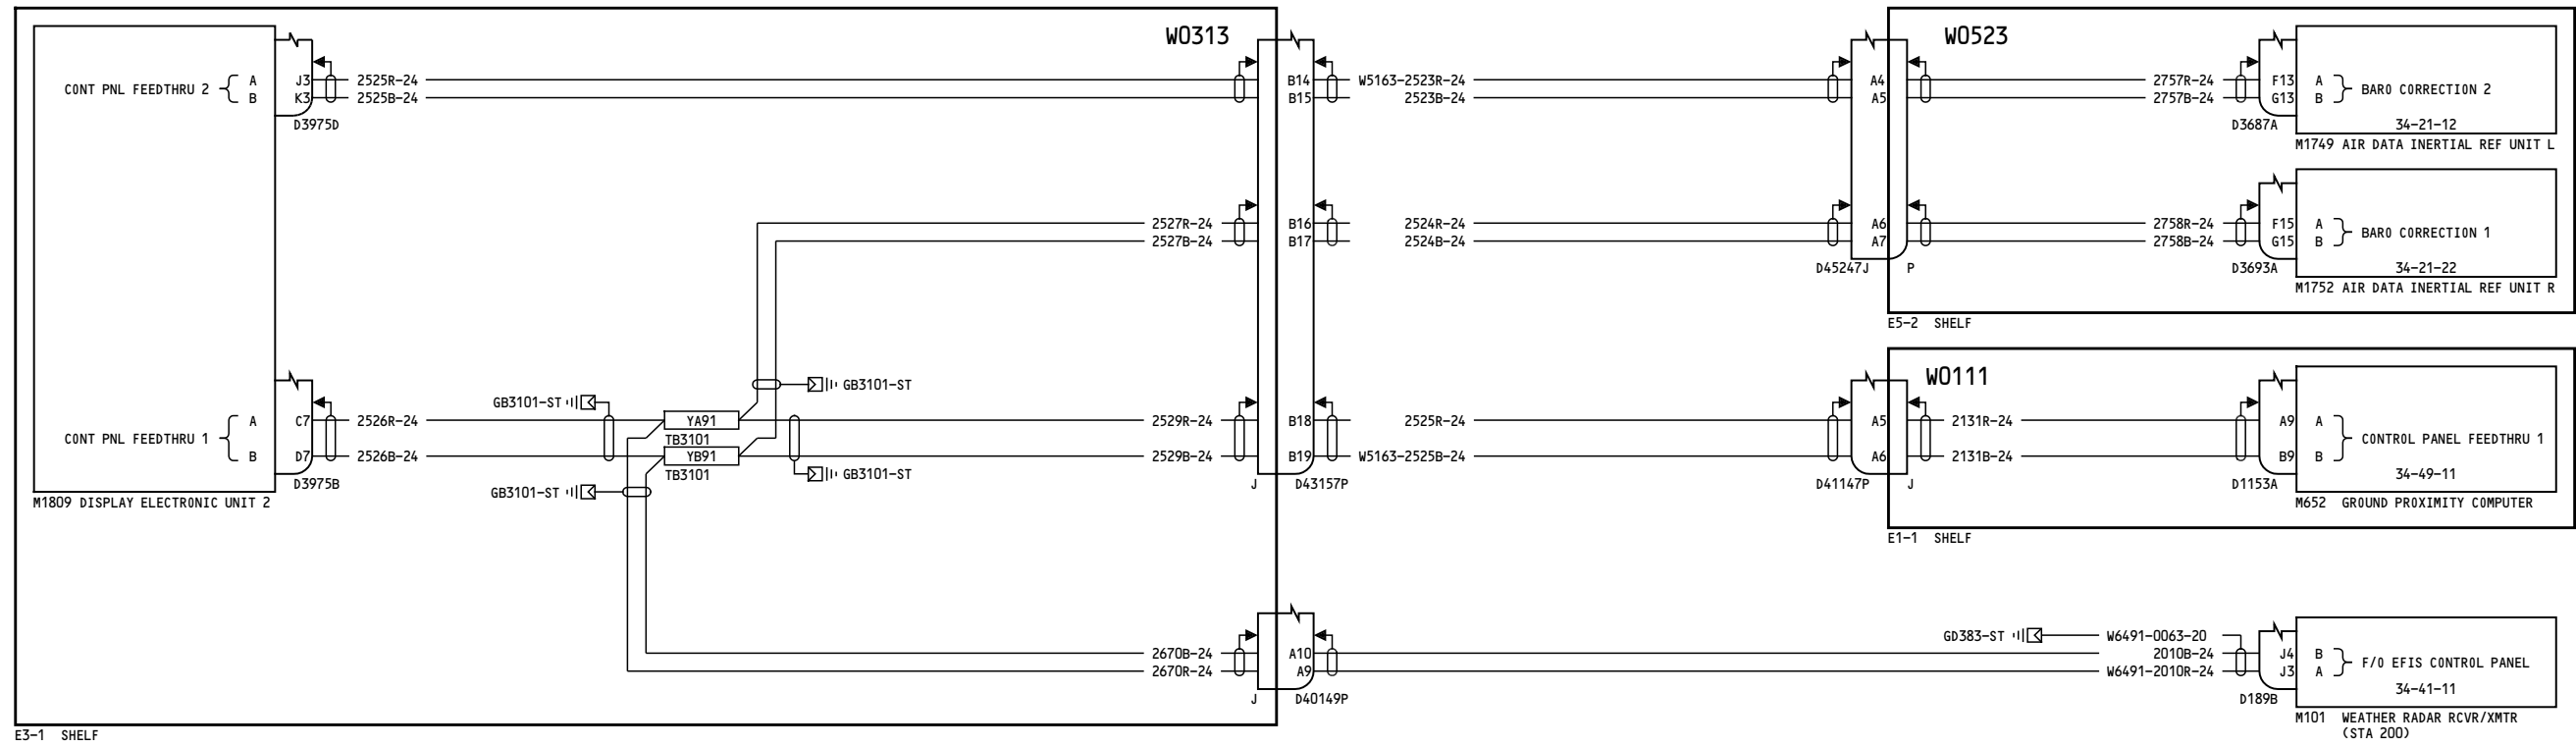 W0313
W0523
CONT PNL FEEDTHRU 2
A
B
J3
K3
2525R-24
2525B-24
D3975D
B14
B15
W5163-2523R-24
2523B-24
A4
A5
2757R-24
2757B-24
F13
G13
A
B
BARO CORRECTION 2
34-21-12
D3687A
M1749 AIR DATA INERTIAL REF UNIT L
2527R-24
2527B-24
B16
B17
2524R-24
2524B-24
A6
A7
D45247J
P
2758R-24
2758B-24
F15
G15
A
B
BARO CORRECTION 1
34-21-22
D3693A
M1752 AIR DATA INERTIAL REF UNIT R
E5-2 SHELF
W0111
GB3101-ST
GB3101-ST
CONT PNL FEEDTHRU 1
A
B
C7
D7
2526R-24
2526B-24
D3975B
YA91
TB3101
YB91
TB3101
GB3101-ST
GB3101-ST
2529R-24
2529B-24
B18
B19
J
D43157P
2525R-24
W5163-2525B-24
A5
A6
D41147P
J
2131R-24
2131B-24
A9
B9
A
B
CONTROL PANEL FEEDTHRU 1
34-49-11
D1153A
M652 GROUND PROXIMITY COMPUTER
M1809 DISPLAY ELECTRONIC UNIT 2
E1-1 SHELF
2670B-24
2670R-24
A10
A9
J
D40149P
GD383-ST
W6491-0063-20
2010B-24
W6491-2010R-24
J4
J3
B
A
F/O EFIS CONTROL PANEL
34-41-11
D189B
M101 WEATHER RADAR RCVR/XMTR
(STA 200)
E3-1 SHELF